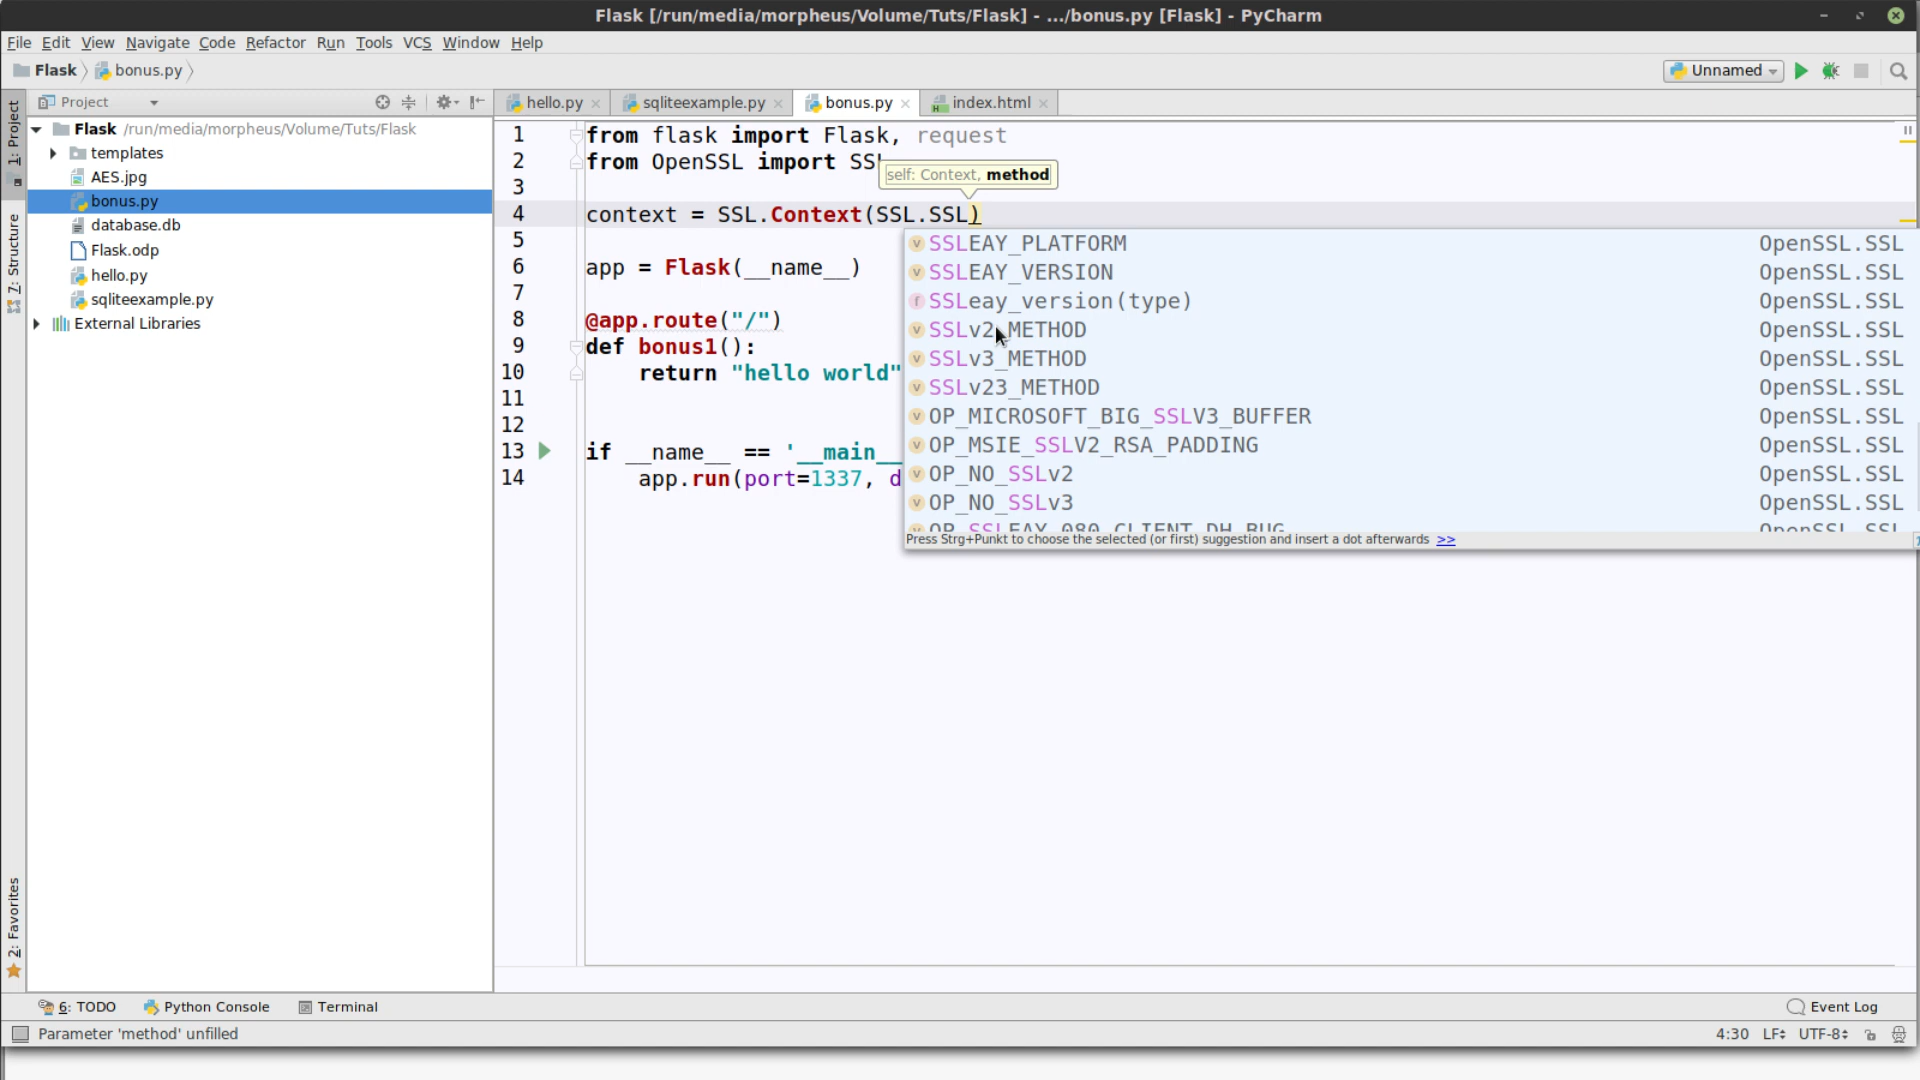 Flask [/run/media/morpheus/Volume/Tuts/Flask] - .../bonus.py [Flask] - PyCharm
File Edit View Navigate Code Refactor Run Tools VCS Window Help
Flask bonus.py Unnamed
Project hello.py sqliteexample.py bonus.py index.html
1: Project
7: Structure
2: Favorites
Flask /run/media/morpheus/Volume/Tuts/Flask
templates
AES.jpg
bonus.py
database.db
Flask.odp
hello.py
sqliteexample.py
External Libraries
1 from flask import Flask, request
2 from OpenSSL import SSL
self: Context, method
3
4 context = SSL.Context(SSL.SSL)
5
6 app = Flask(__name__)
7
8 @app.route("/")
9 def bonus1():
10 return "hello world"
11
12
13 if __name__ == '__main__
14 app.run(port=1337, d
SSLEAY_PLATFORM OpenSSL.SSL
SSLEAY_VERSION OpenSSL.SSL
SSLeay_version(type) OpenSSL.SSL
SSLv2_METHOD OpenSSL.SSL
SSLv3_METHOD OpenSSL.SSL
SSLv23_METHOD OpenSSL.SSL
OP_MICROSOFT_BIG_SSLV3_BUFFER OpenSSL.SSL
OP_MSIE_SSLV2_RSA_PADDING OpenSSL.SSL
OP_NO_SSLv2 OpenSSL.SSL
OP_NO_SSLv3 OpenSSL.SSL
OP_SSLEAY_080_CLIENT_DH_BUG OpenSSL.SSL
Press Strg+Punkt to choose the selected (or first) suggestion and insert a dot afterwards >>
6: TODO Python Console Terminal Event Log
Parameter 'method' unfilled 4:30 LF UTF-8